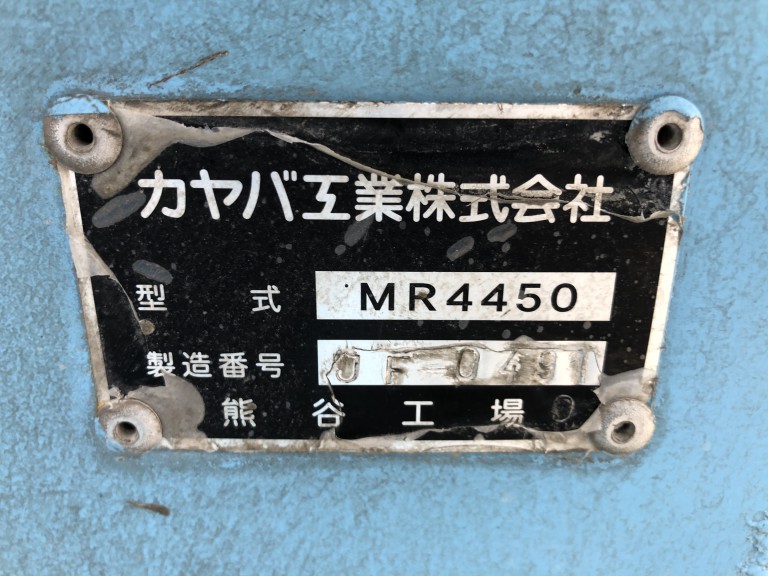 カヤバ工業株式会社
型式 MR4450
製造番号
熊谷工場